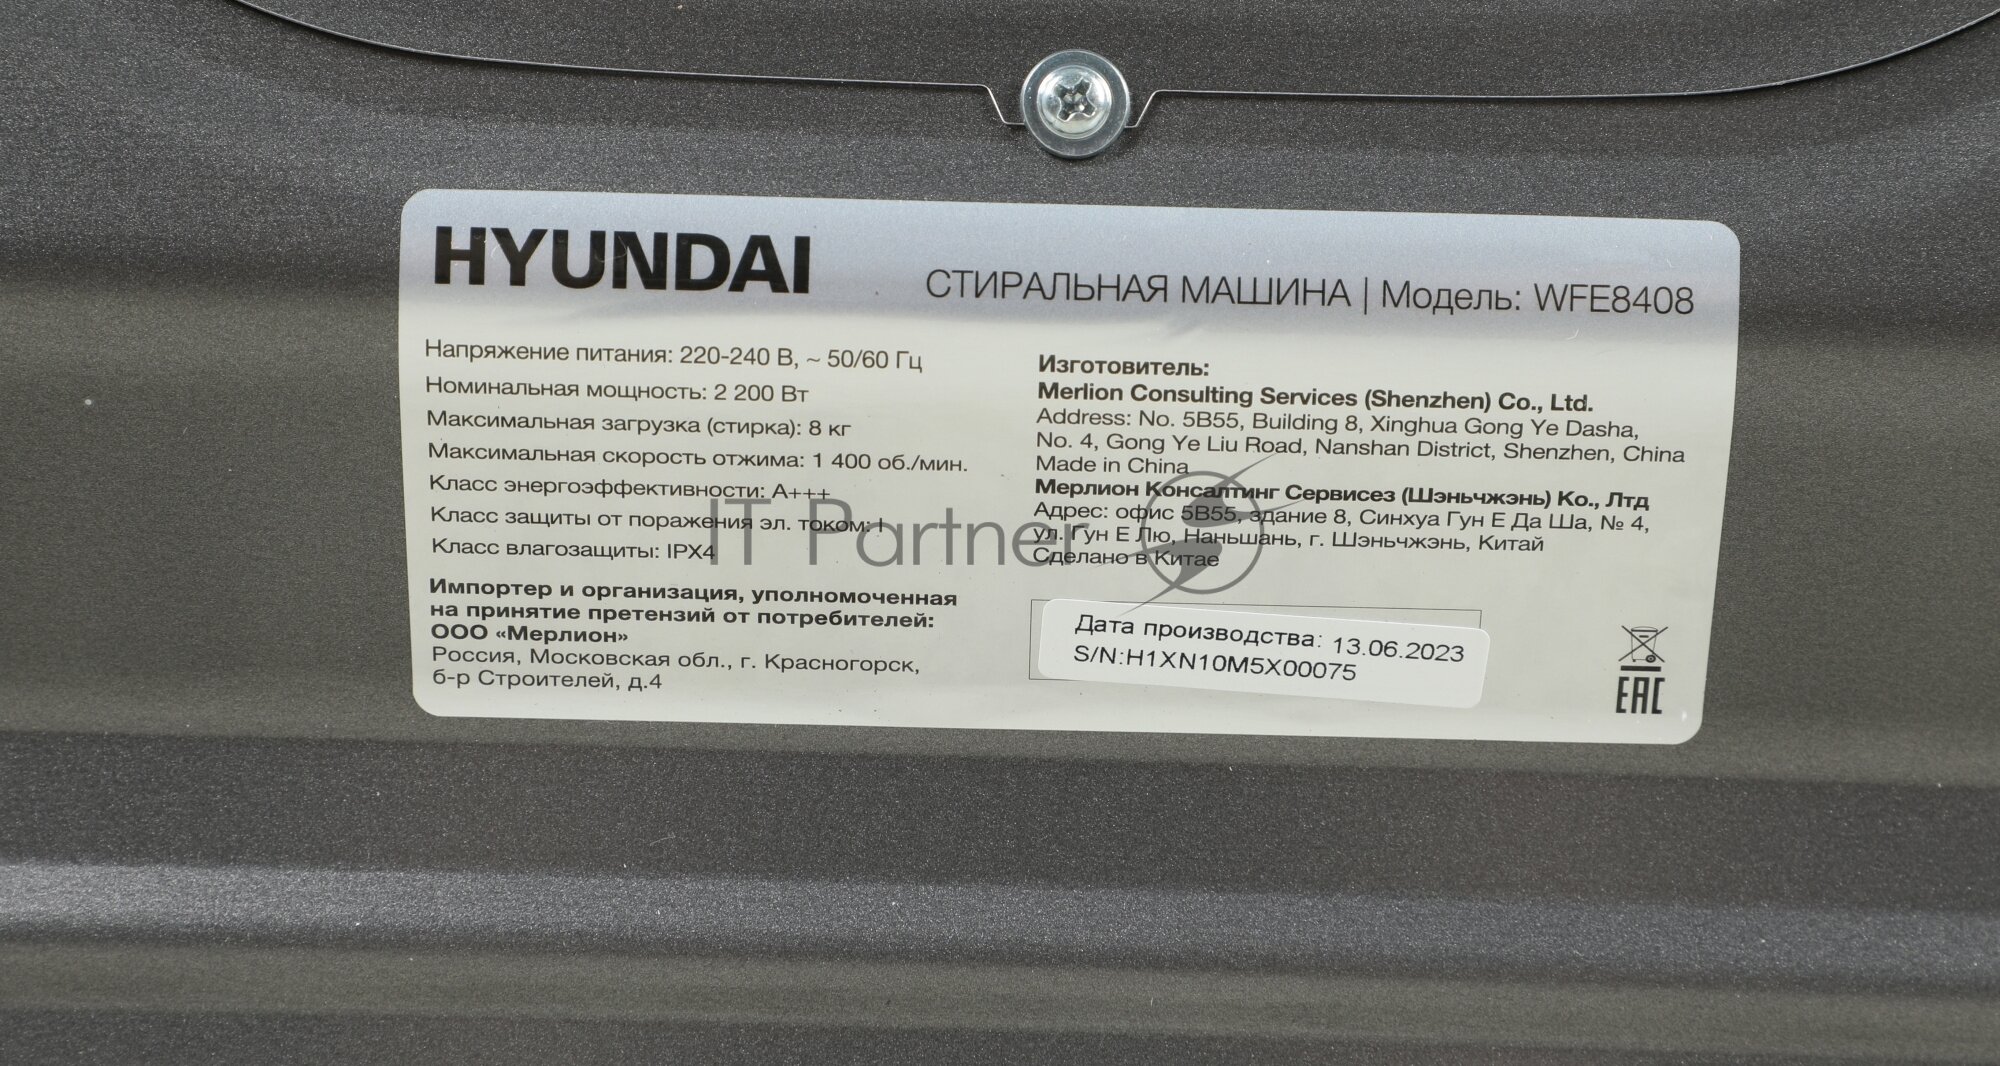 HYUNDAI
СТИРАЛЬНАЯ МАШИНА | Модель: WFE8408
Напряжение питания: 220-240 В, ~ 50/60 Гц
Номинальная мощность: 2 200 Вт
Максимальная загрузка (стирка): 8 кг
Максимальная скорость отжима: 1 400 об./мин.
Класс энергоэффективности: A+++
Класс защиты от поражения эл. током: I
Класс влагозащиты: IPX4
Импортер и организация, уполномоченная
на принятие претензий от потребителей:
ООО «Мерлион»
Россия, Московская обл., г. Красногорск,
б-р Строителей, д.4
Изготовитель:
Merlion Consulting Services (Shenzhen) Co., Ltd.
Address: No. 5B55, Building 8, Xinghua Gong Ye Dasha,
No. 4, Gong Ye Liu Road, Nanshan District, Shenzhen, China
Made in China
Мерлион Консалтинг Сервисез (Шэньчжэнь) Ко., Лтд
Адрес: офис 5B55, здание 8, Синхуа Гун Е Да Ша, № 4,
ул. Гун Е Лю, Наньшань, г. Шэньчжэнь, Китай
Сделано в Китае
Дата производства: 13.06.2023
S/N:H1XN10M5X00075
EAC
IT Partner